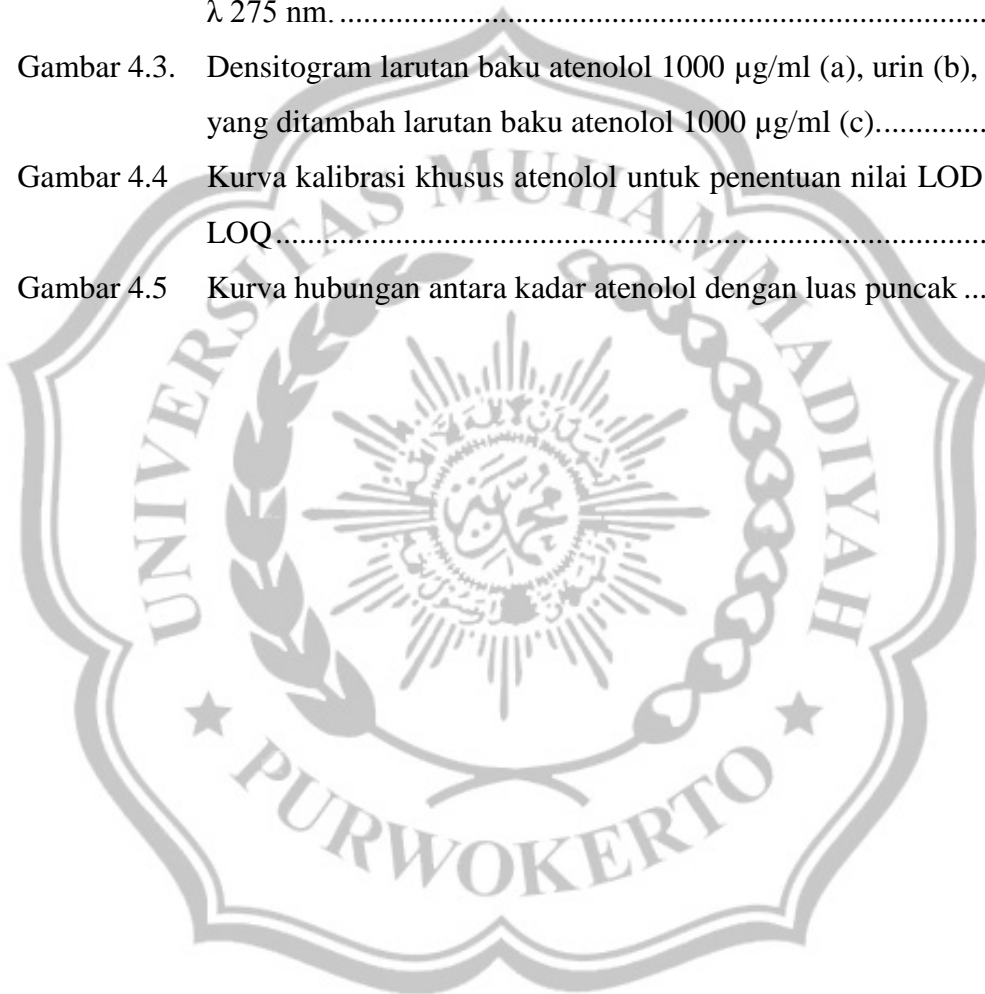 λ 275 nm. ........................................................................
Gambar 4.3. Densitogram larutan baku atenolol 1000 µg/ml (a), urin (b),
yang ditambah larutan baku atenolol 1000 µg/ml (c)...............
Gambar 4.4 Kurva kalibrasi khusus atenolol untuk penentuan nilai LOD
LOQ ........................................................................
Gambar 4.5 Kurva hubungan antara kadar atenolol dengan luas puncak ...
UNIVERSITAS MUHAMMADIYAH
PURWOKERTO